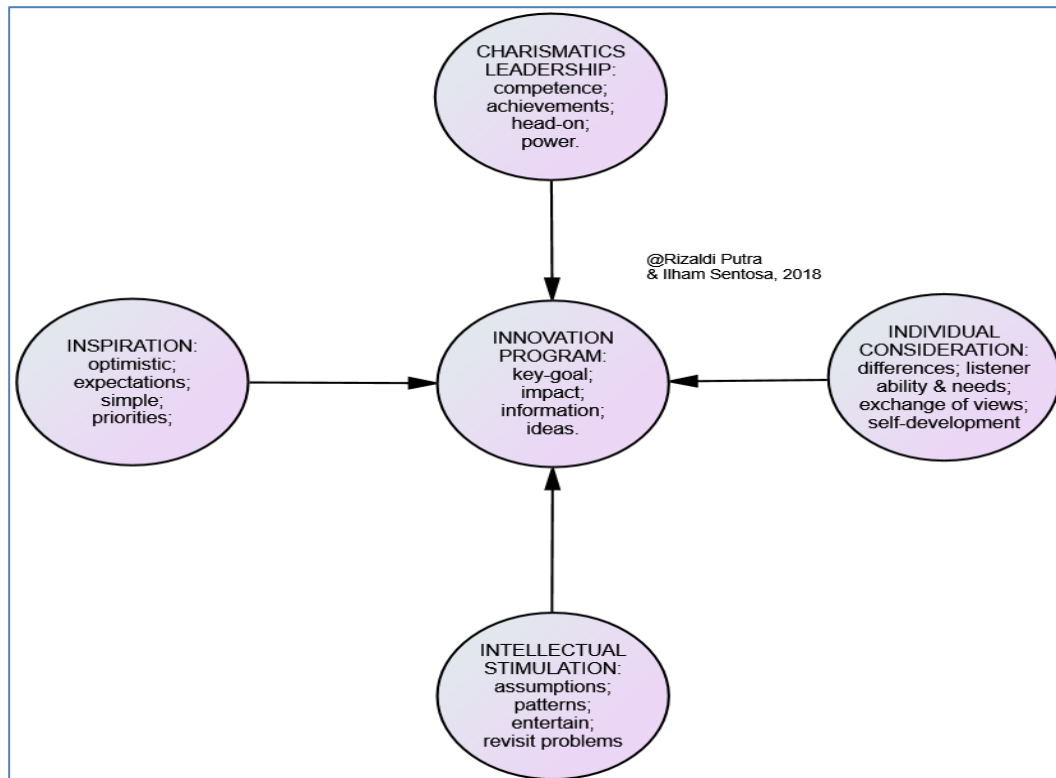 CHARISMATICS
LEADERSHIP:
competence;
achievements;
head-on;
power.
@Rizaldi Putra
& Ilham Sentosa, 2018
INSPIRATION:
optimistic;
expectations;
simple;
priorities;
INNOVATION
PROGRAM:
key-goal;
impact;
information;
ideas.
INDIVIDUAL
CONSIDERATION:
differences; listener
ability & needs;
exchange of views;
self-development
INTELLECTUAL
STIMULATION:
assumptions;
patterns;
entertain;
revisit problems